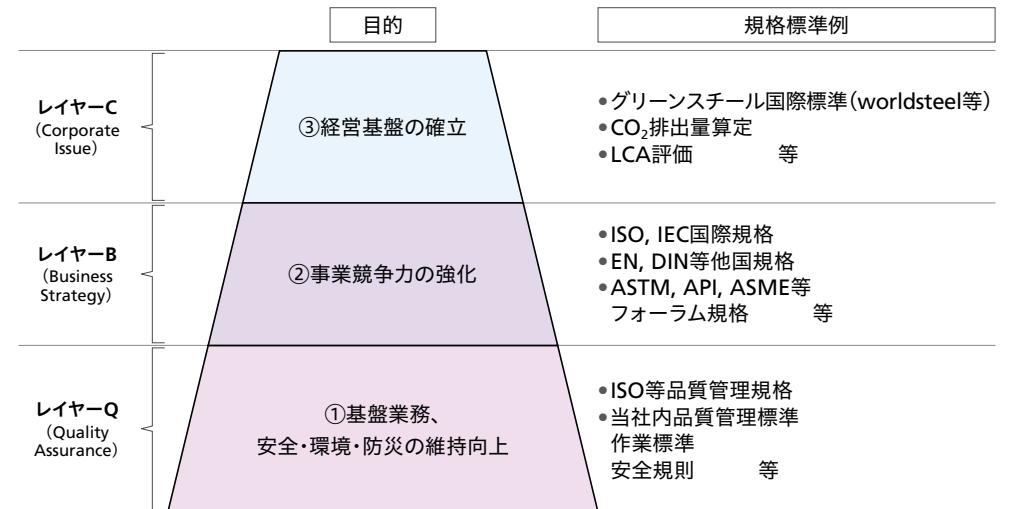 目的
規格標準例
レイヤーC
（Corporate
Issue）
③経営基盤の確立
●グリーンスチール国際標準（worldsteel等）
●CO₂排出量算定
●LCA評価　　　等
レイヤーB
（Business
Strategy）
②事業競争力の強化
●ISO, IEC国際規格
●EN, DIN等他国規格
●ASTM, API, ASME等
フォーラム規格　　　等
レイヤーQ
（Quality
Assurance）
①基盤業務、
安全・環境・防災の維持向上
●ISO等品質管理規格
●当社内品質管理標準
作業標準
安全規則　　　等